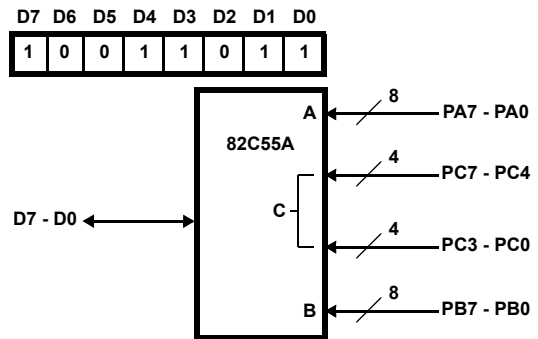 D7 D6 D5 D4 D3 D2 D1 D0
1 0 0 1 1 0 1 1
8
A PA7 - PA0
82C55A
4
PC7 - PC4
C
D7 - D0
4
PC3 - PC0
8
B PB7 - PB0